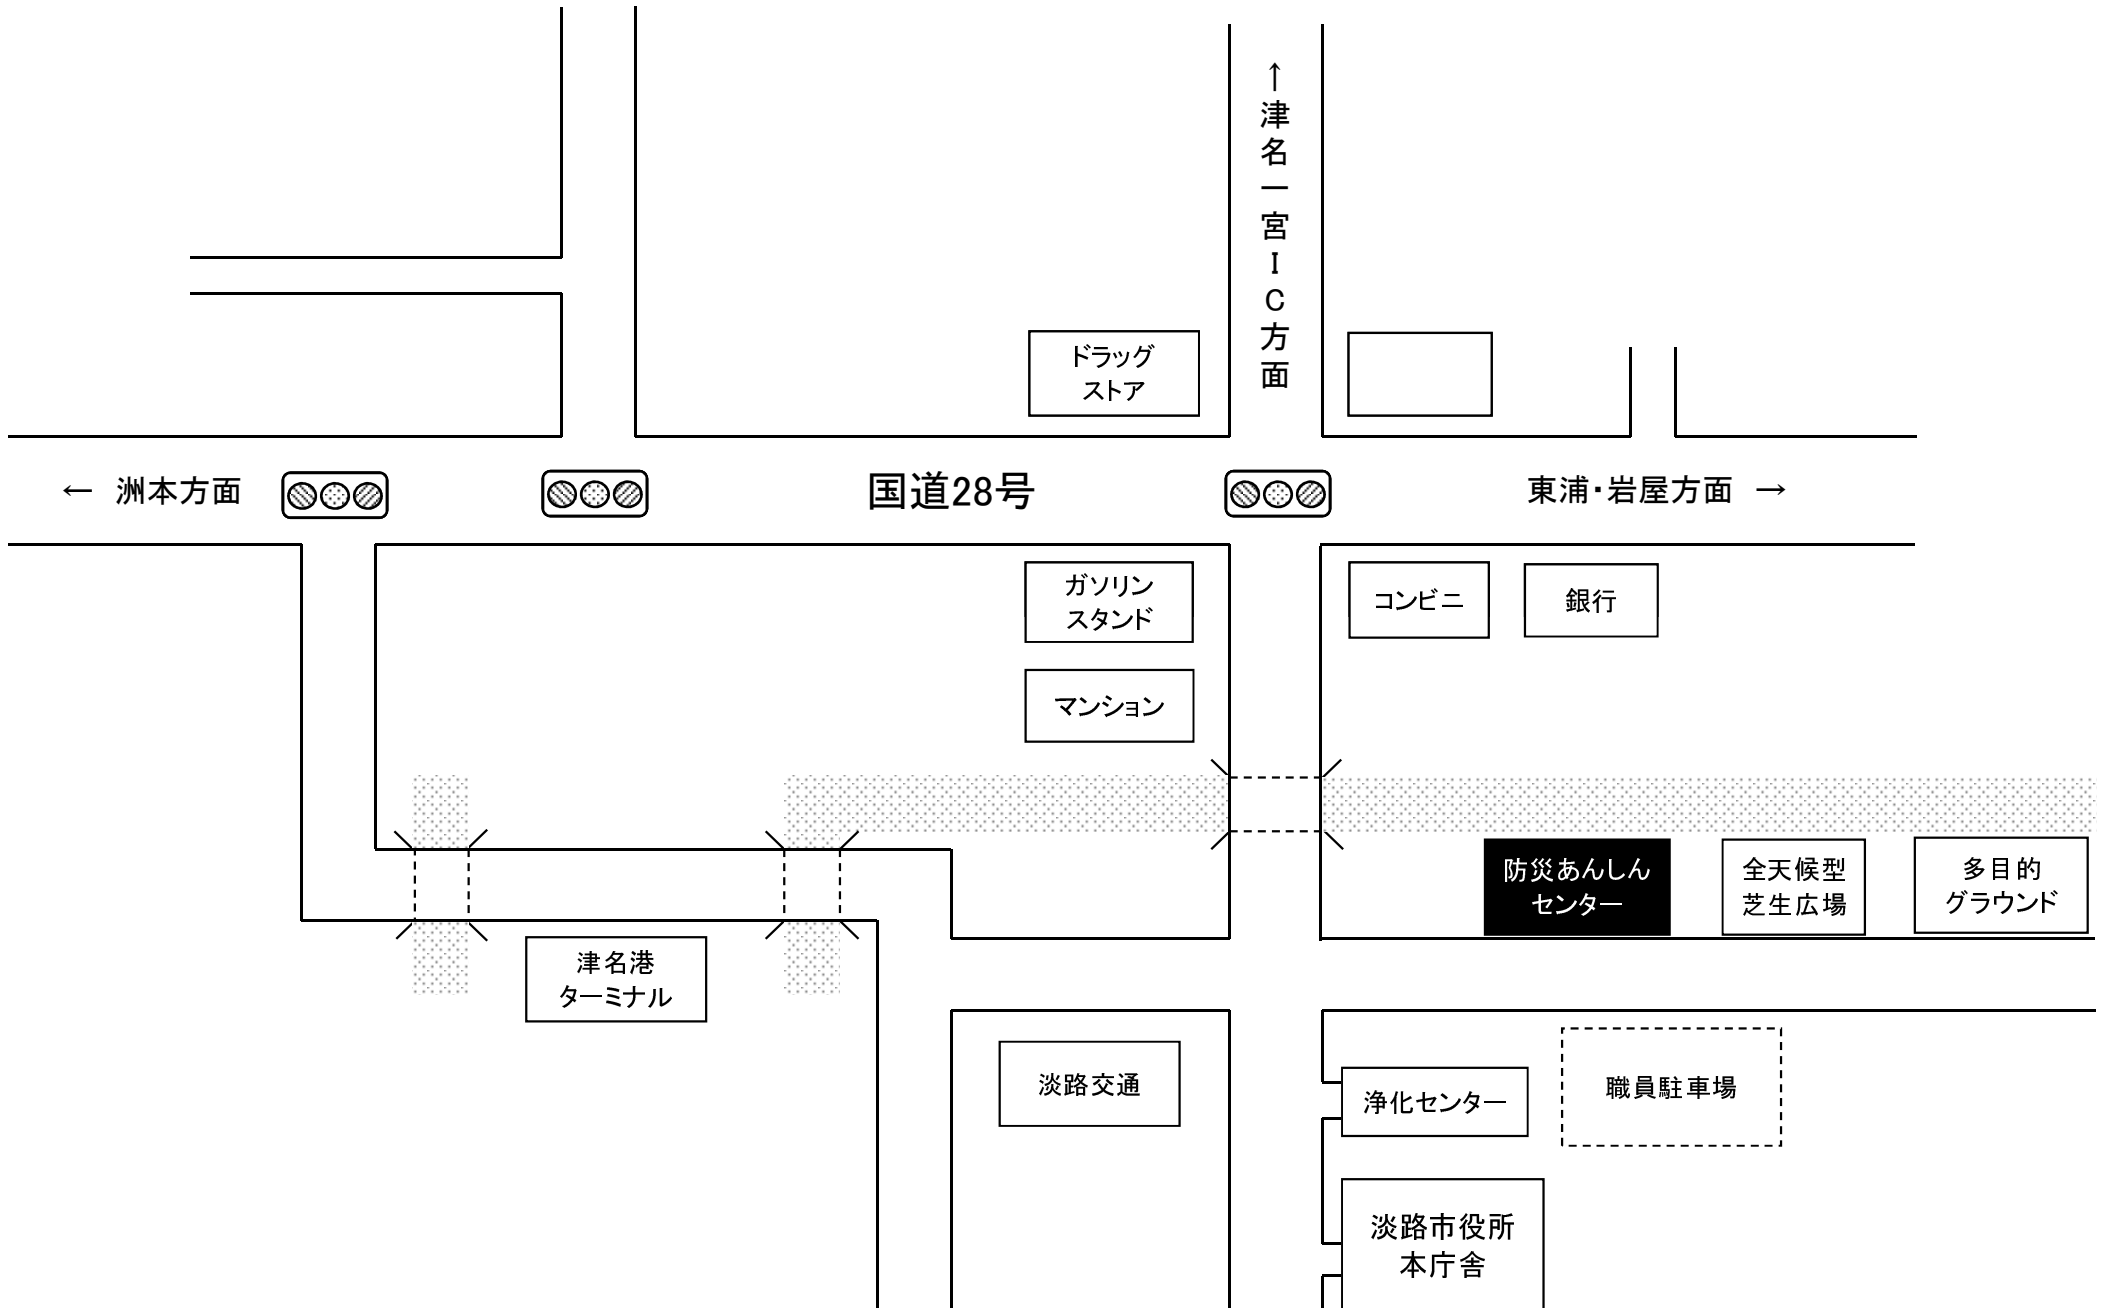 ↑津名一宮IC方面
ドラッグ
ストア
← 洲本方面
国道28号
東浦・岩屋方面 →
ガソリン
スタンド
コンビニ
銀行
マンション
防災あんしん
センター
全天候型
芝生広場
多目的
グラウンド
津名港
ターミナル
淡路交通
浄化センター
職員駐車場
淡路市役所
本庁舎